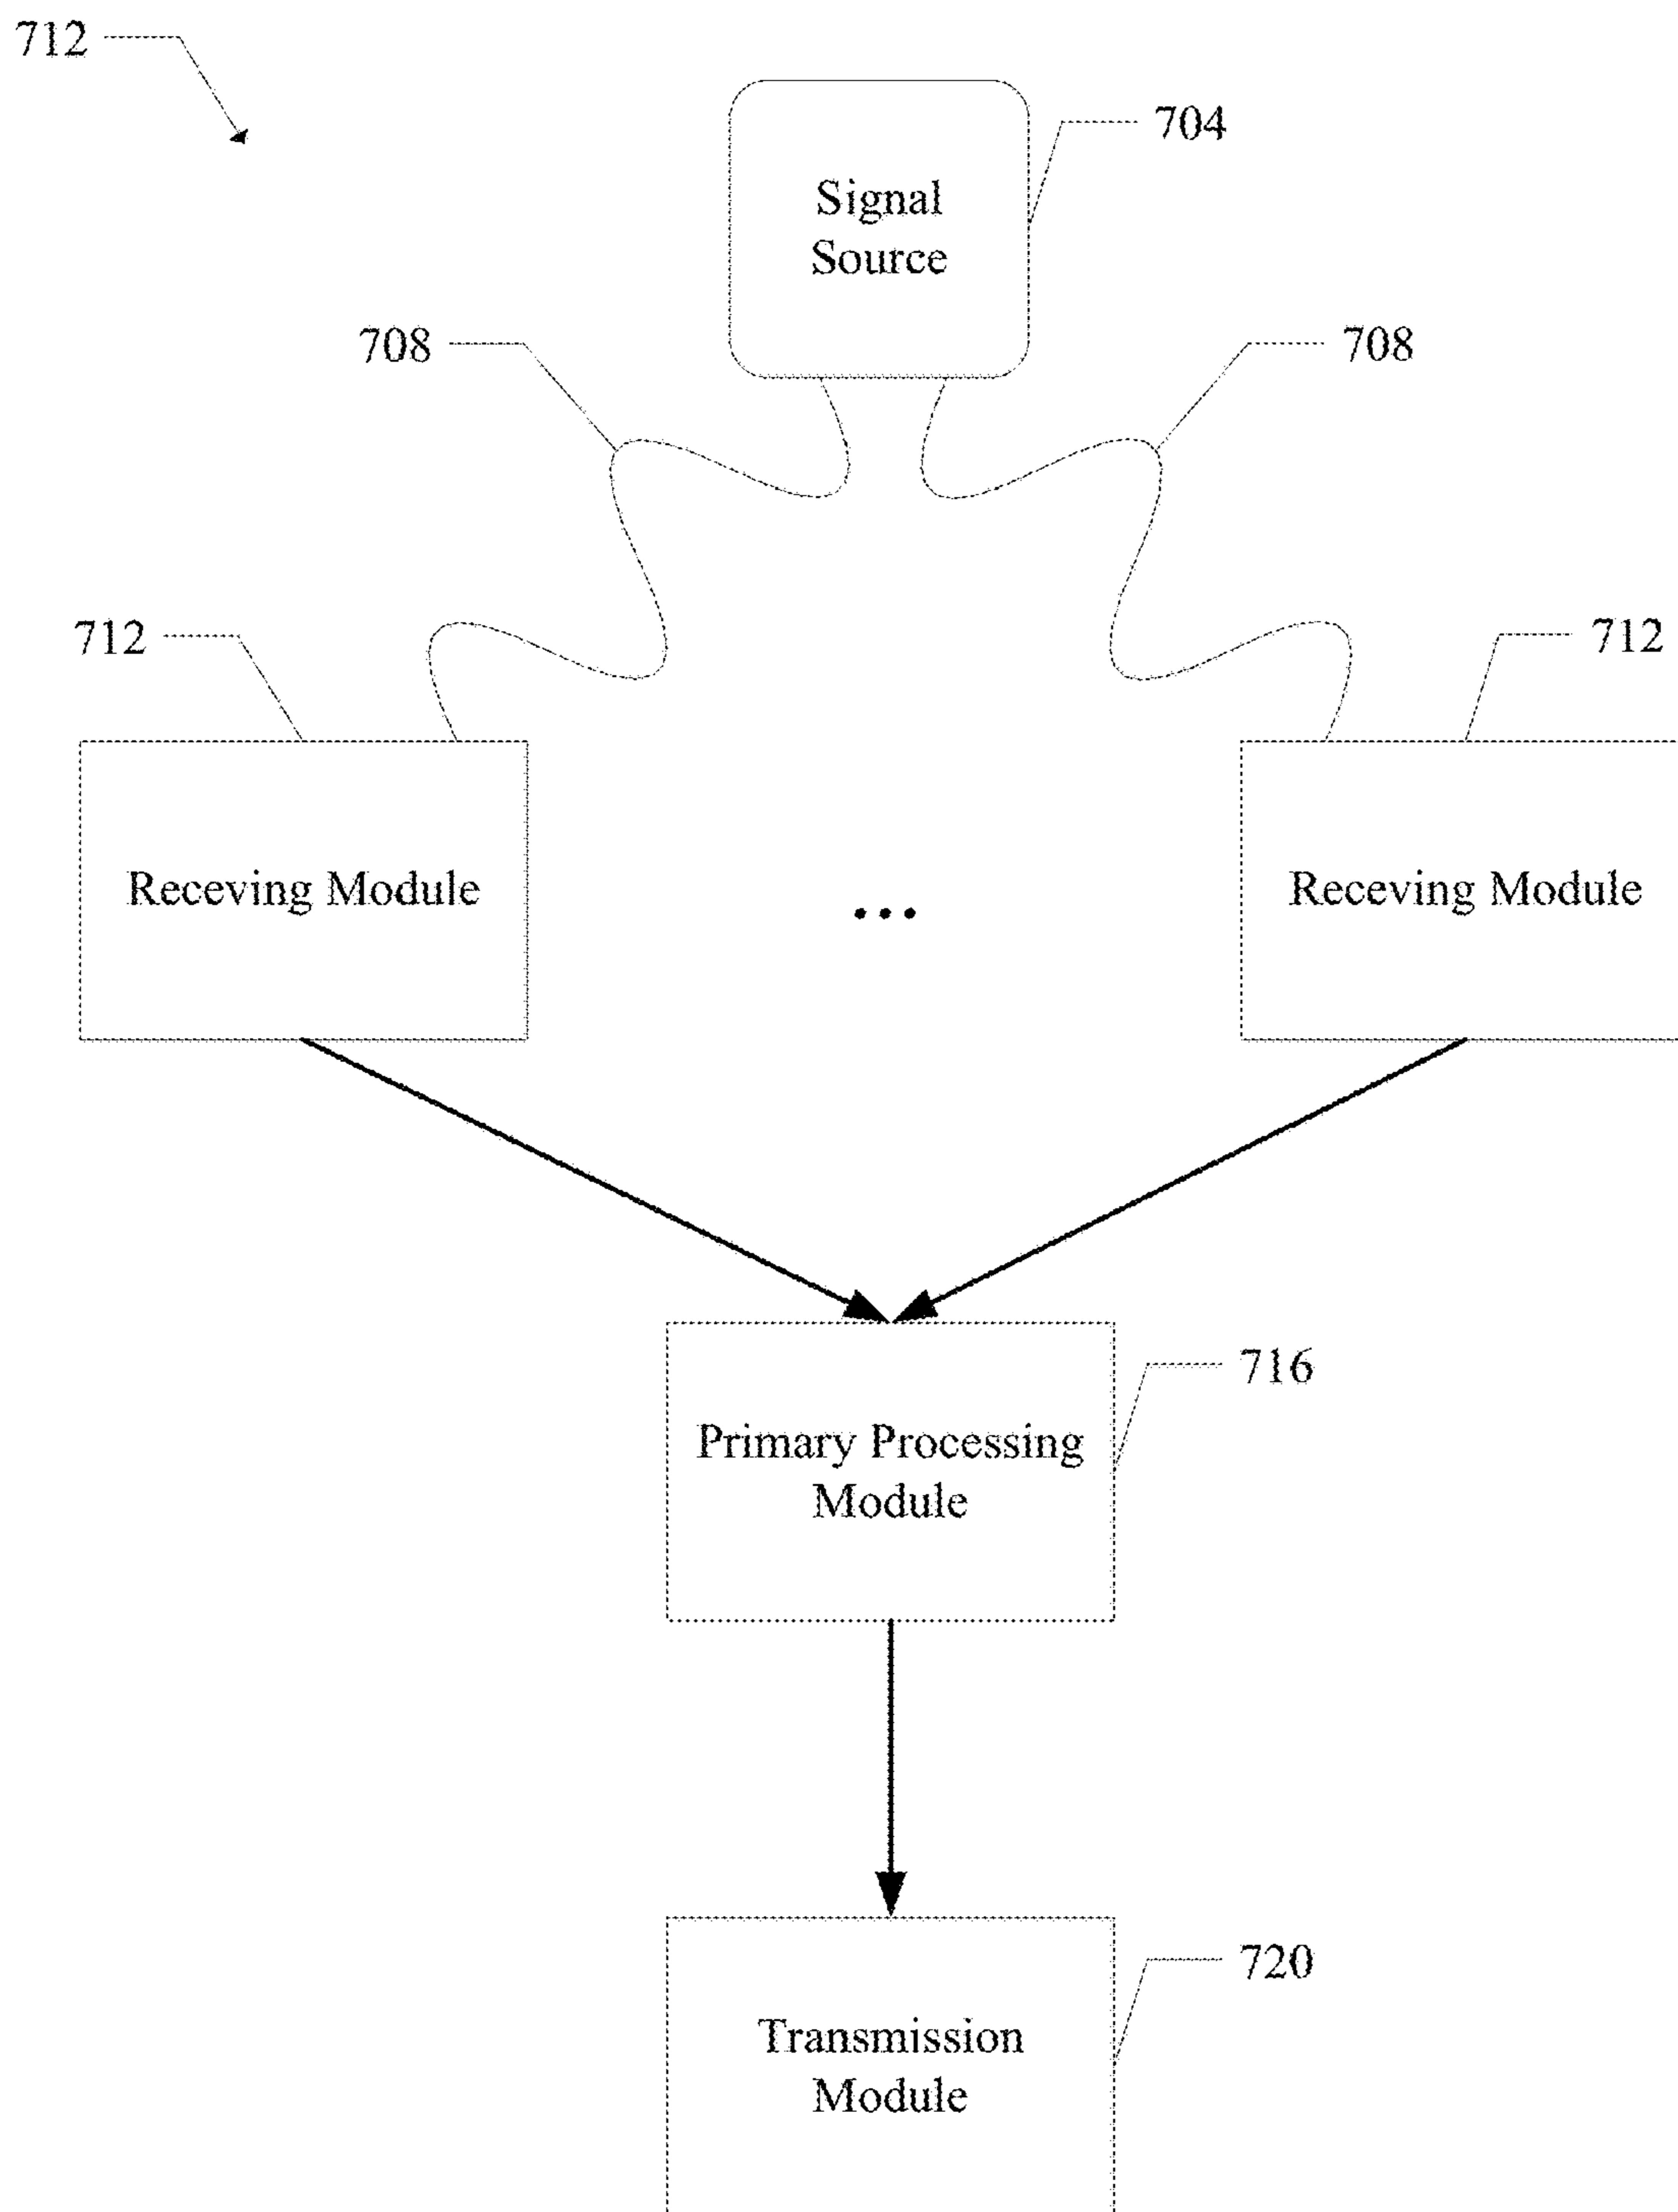 712
704
Signal
Source
708
708
712
712
Receving Module
...
Receving Module
716
Primary Processing
Module
720
Transmission
Module